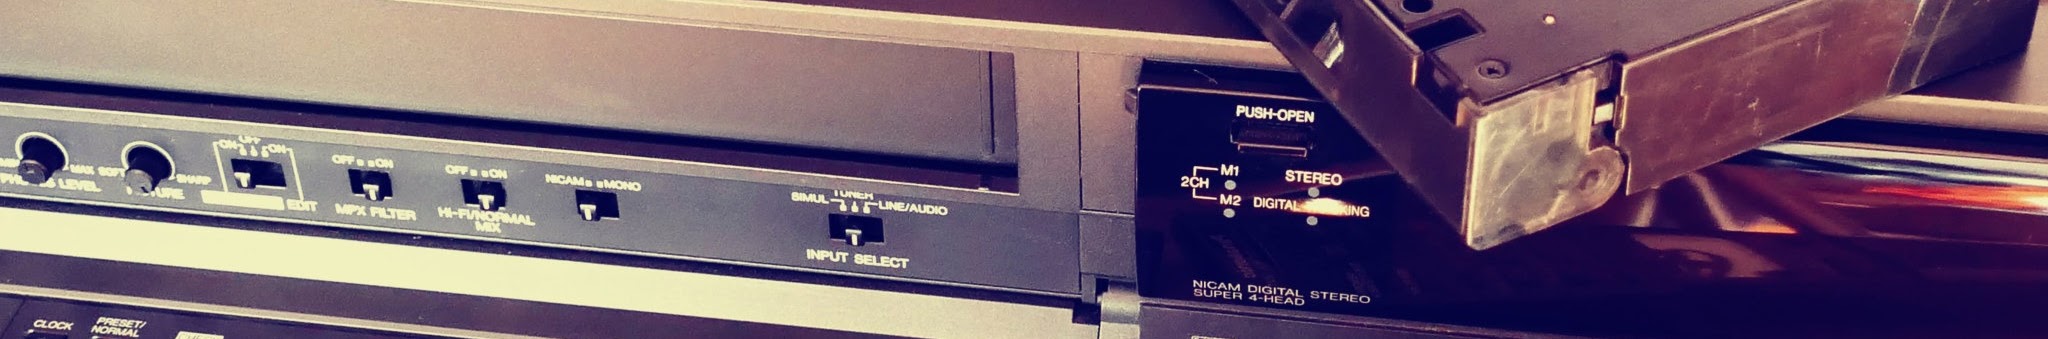 MAX SOFT
SHARP
OFF
ON ON
EDIT
OFF ON
MPX FILTER
OFF ON
HI-FI/NORMAL
MIX
NICAM MONO
SIMUL TUNER LINE/AUDIO
INPUT SELECT
PUSH-OPEN
2CH
M1
M2
STEREO
DIGITAL
NICAM DIGITAL STEREO
SUPER 4-HEAD
CLOCK
PRESET/
NORMAL